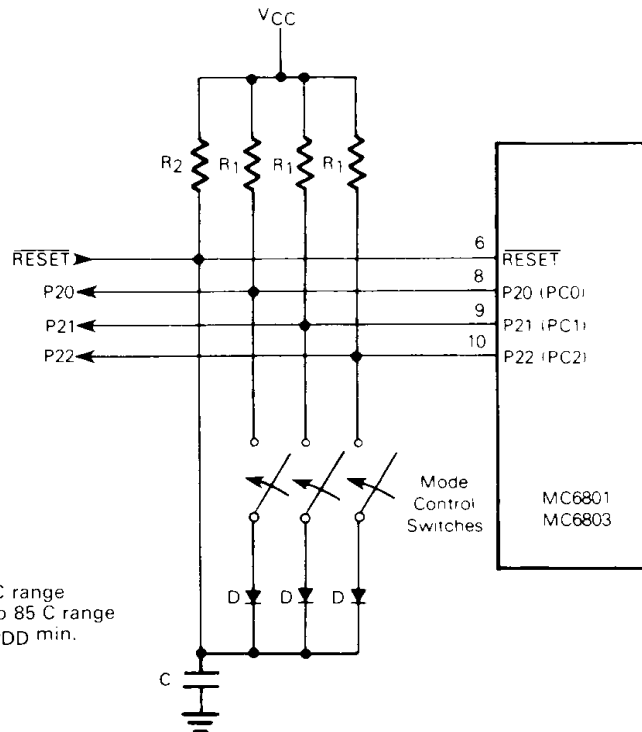 VCC
R2 R1 R1 R1
RESET 6 RESET
P20 8 P20 (PC0)
P21 9 P21 (PC1)
P22 10 P22 (PC2)
Mode
Control
Switches
MC6801
MC6803
D D D
C range
85 C range
DD min.
C